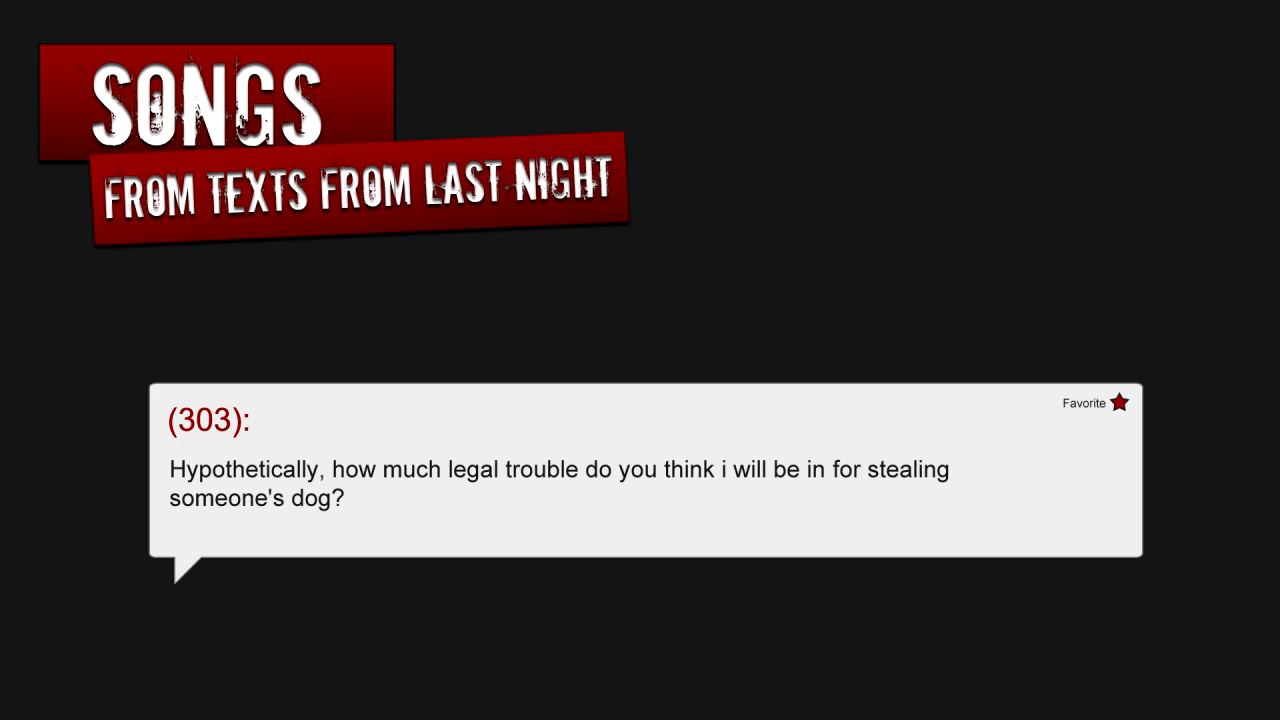 SONGS
FROM TEXTS FROM LAST NIGHT
Favorite
(303):
Hypothetically, how much legal trouble do you think i will be in for stealing
someone's dog?